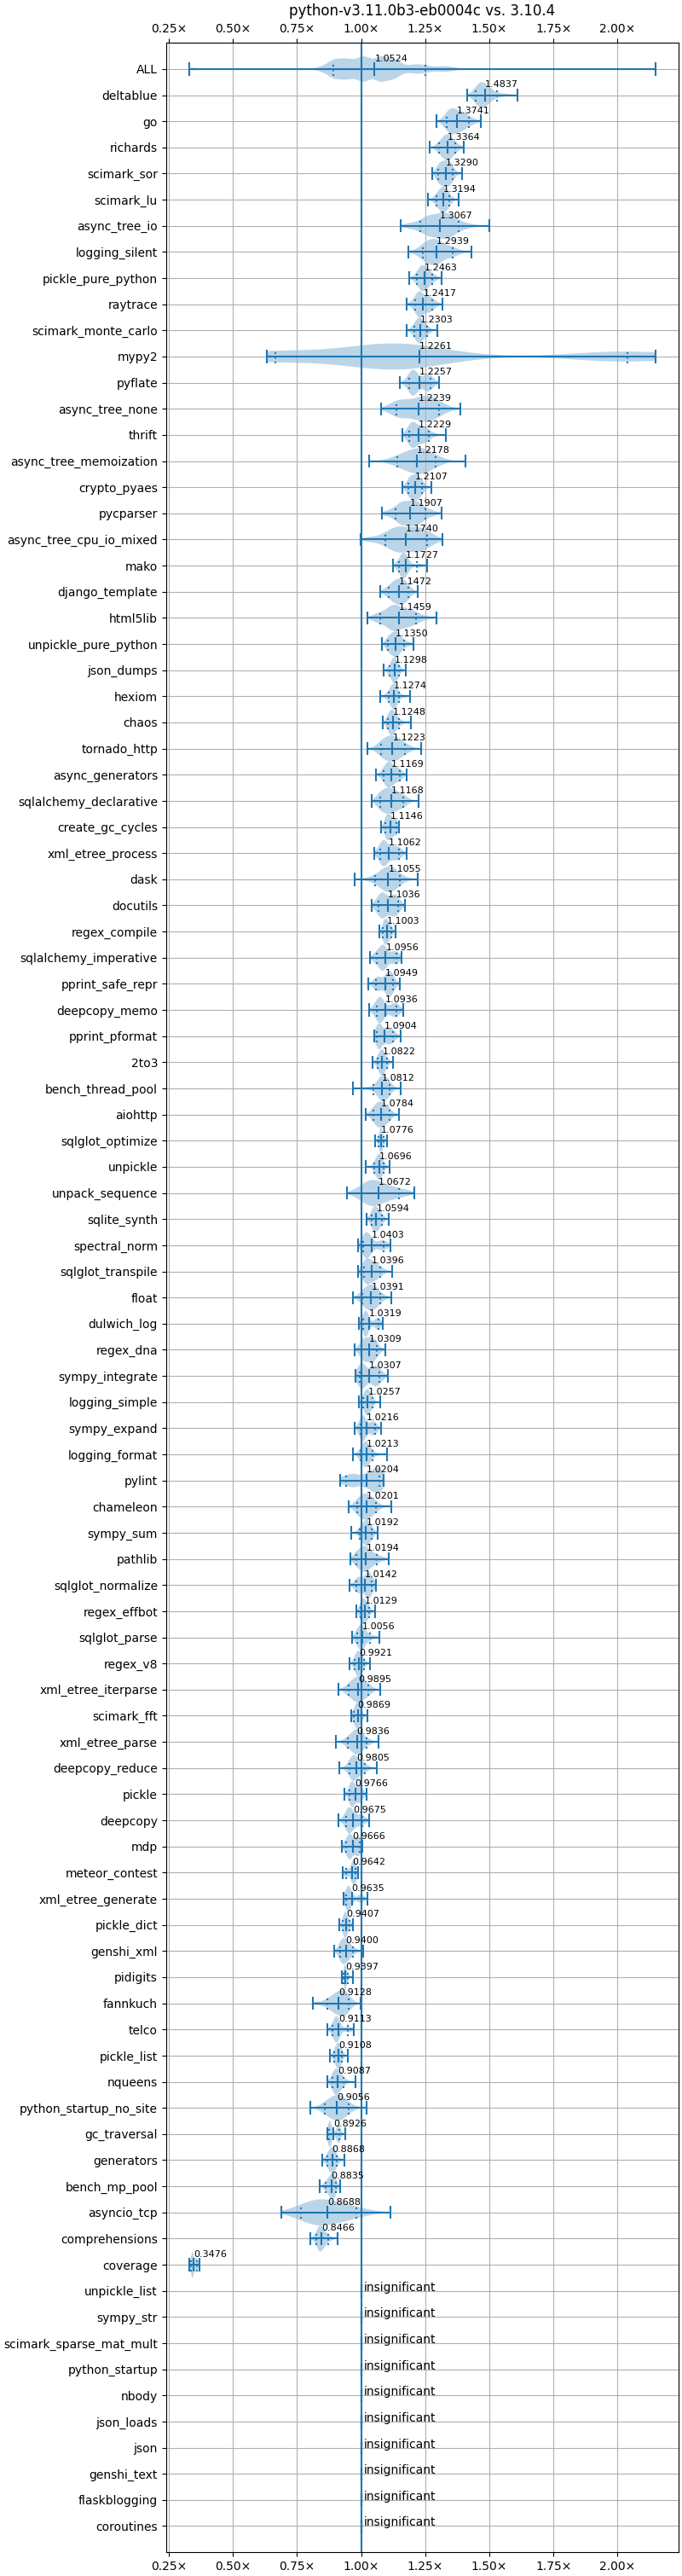 python-v3.11.0b3-eb0004c vs. 3.10.4
0.25× 0.50× 0.75× 1.00× 1.25× 1.50× 1.75× 2.00×
ALL 1.0524
deltablue 1.4837
go 1.3741
richards 1.3364
scimark_sor 1.3290
scimark_lu 1.3194
async_tree_io 1.3067
logging_silent 1.2939
pickle_pure_python 1.2463
raytrace 1.2417
scimark_monte_carlo 1.2303
mypy2 1.2261
pyflate 1.2257
async_tree_none 1.2239
thrift 1.2229
async_tree_memoization 1.2178
crypto_pyaes 1.2107
pycparser 1.1907
async_tree_cpu_io_mixed 1.1740
mako 1.1727
django_template 1.1472
html5lib 1.1459
unpickle_pure_python 1.1350
json_dumps 1.1298
hexiom 1.1274
chaos 1.1248
tornado_http 1.1223
async_generators 1.1169
sqlalchemy_declarative 1.1168
create_gc_cycles 1.1146
xml_etree_process 1.1062
dask 1.1055
docutils 1.1036
regex_compile 1.1003
sqlalchemy_imperative 1.0956
pprint_safe_repr 1.0949
deepcopy_memo 1.0936
pprint_pformat 1.0904
2to3 1.0822
bench_thread_pool 1.0812
aiohttp 1.0784
sqlglot_optimize 1.0776
unpickle 1.0696
unpack_sequence 1.0672
sqlite_synth 1.0594
spectral_norm 1.0403
sqlglot_transpile 1.0396
float 1.0391
dulwich_log 1.0319
regex_dna 1.0309
sympy_integrate 1.0307
logging_simple 1.0257
sympy_expand 1.0216
logging_format 1.0213
pylint 1.0204
chameleon 1.0201
sympy_sum 1.0192
pathlib 1.0194
sqlglot_normalize 1.0142
regex_effbot 1.0129
sqlglot_parse 1.0056
regex_v8 0.9921
xml_etree_iterparse 0.9895
scimark_fft 0.9869
xml_etree_parse 0.9836
deepcopy_reduce 0.9805
pickle 0.9766
deepcopy 0.9675
mdp 0.9666
meteor_contest 0.9642
xml_etree_generate 0.9635
pickle_dict 0.9407
genshi_xml 0.9400
pidigits 0.9397
fannkuch 0.9128
telco 0.9113
pickle_list 0.9108
nqueens 0.9087
python_startup_no_site 0.9056
gc_traversal 0.8926
generators 0.8868
bench_mp_pool 0.8835
asyncio_tcp 0.8688
comprehensions 0.8466
coverage 0.3476
unpickle_list insignificant
sympy_str insignificant
scimark_sparse_mat_mult insignificant
python_startup insignificant
nbody insignificant
json_loads insignificant
json insignificant
genshi_text insignificant
flaskblogging insignificant
coroutines insignificant
0.25× 0.50× 0.75× 1.00× 1.25× 1.50× 1.75× 2.00×